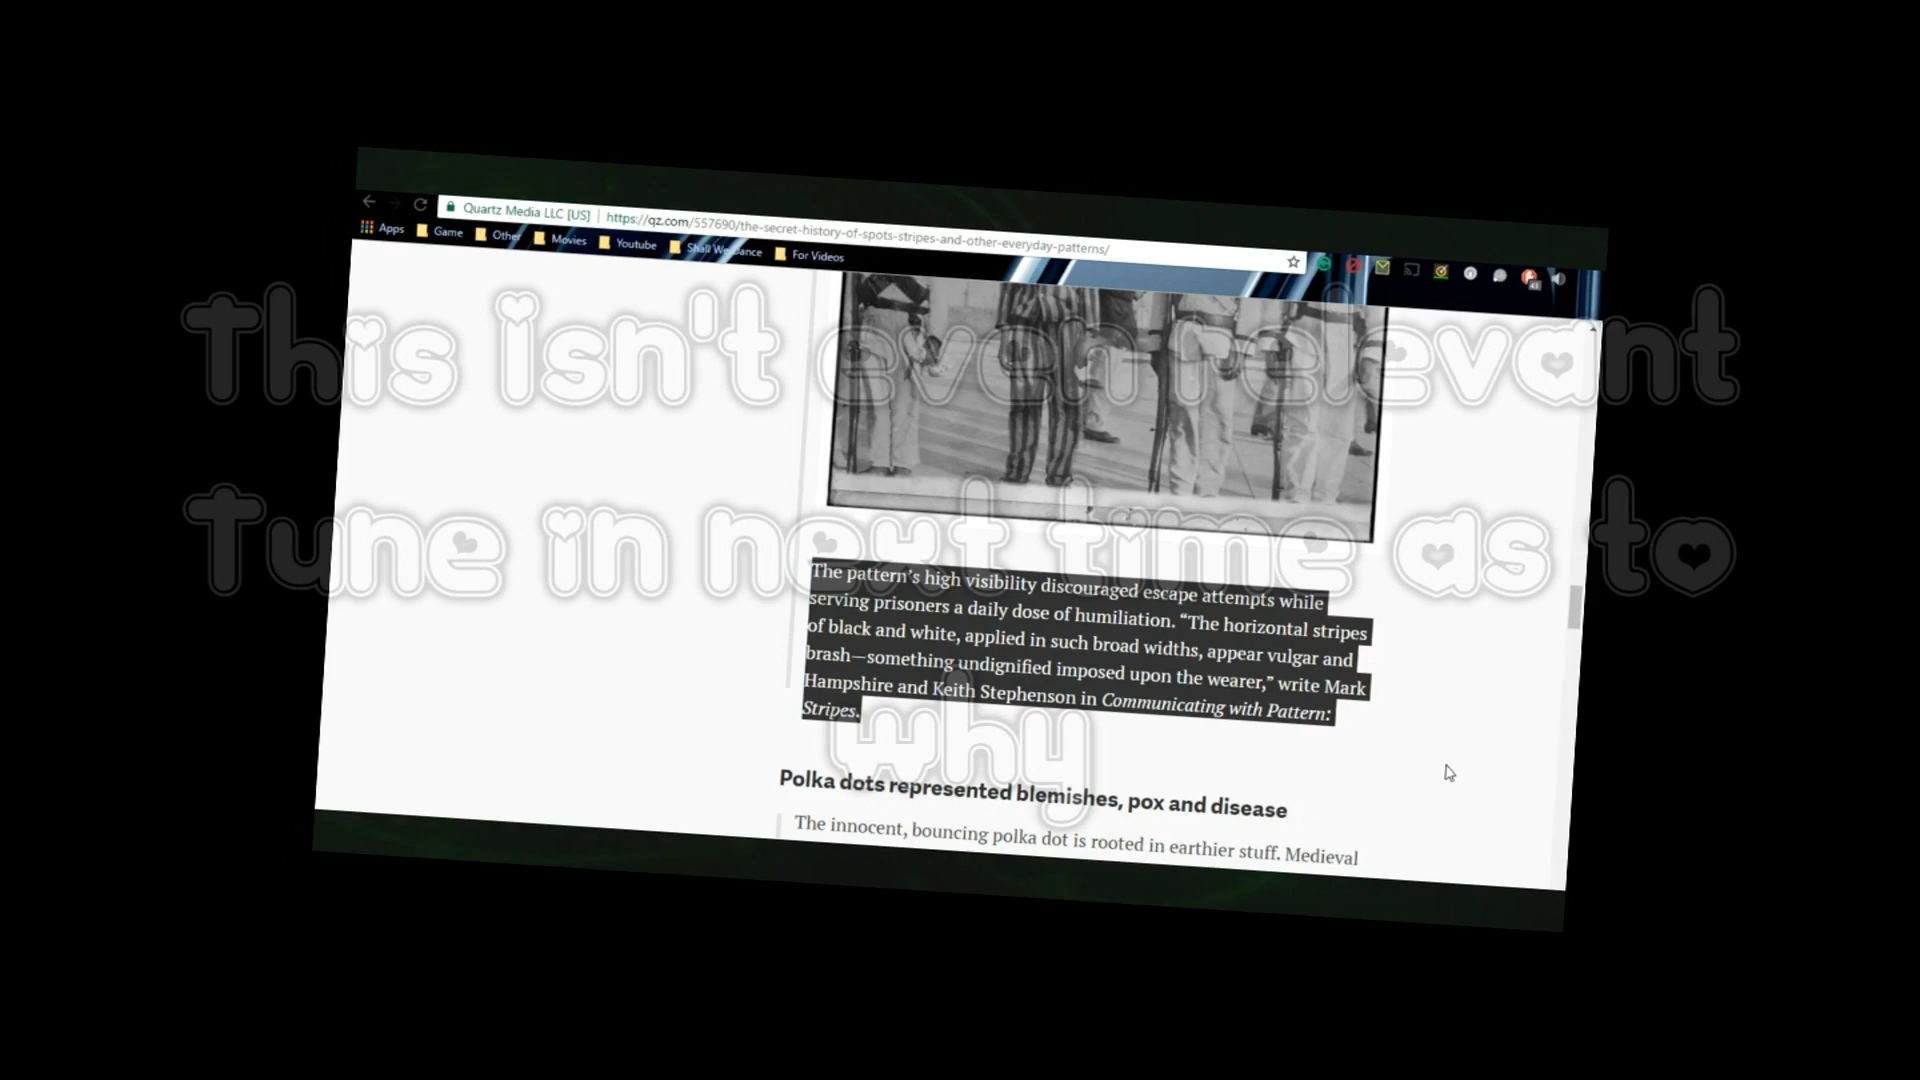 Quartz Media LLC [US] | https://qz.com/557690/the-secret-history-of-spots-stripes-and-other-everyday-patterns/
Apps Game Other Movies Youtube Shall We Dance For Videos
This isn't even relevant
Tune in next time as to
why
The pattern's high visibility discouraged escape attempts while
serving prisoners a daily dose of humiliation. “The horizontal stripes
of black and white, applied in such broad widths, appear vulgar and
brash—something undignified imposed upon the wearer,” write Mark
Hampshire and Keith Stephenson in Communicating with Pattern:
Stripes.
Polka dots represented blemishes, pox and disease
The innocent, bouncing polka dot is rooted in earthier stuff. Medieval